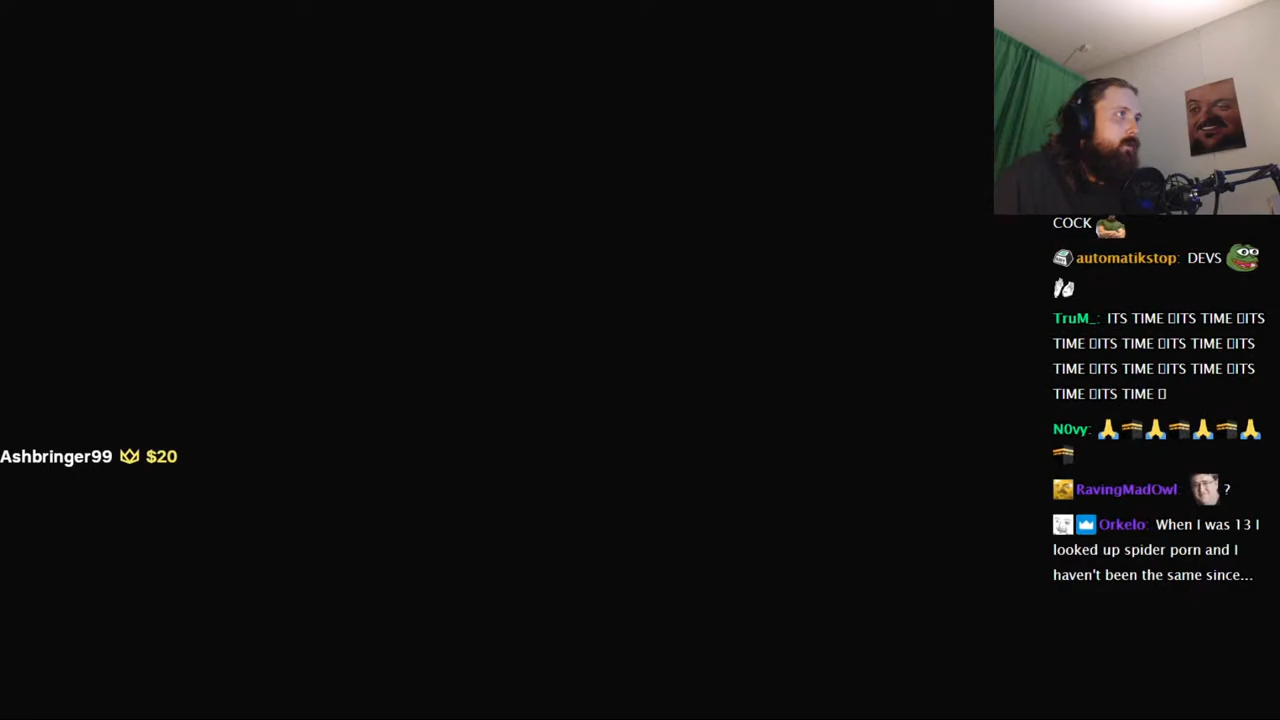 COCK
automatikstop: DEVS
TruM_: ITS TIME ▯ITS TIME ▯ITS
TIME ▯ITS TIME ▯ITS TIME ▯ITS
TIME ▯ITS TIME ▯ITS TIME ▯ITS
TIME ▯ITS TIME ▯
N0vy:
Ashbringer99 $20
RavingMadOwl: ?
Orkelo: When I was 13 I
looked up spider porn and I
haven't been the same since...